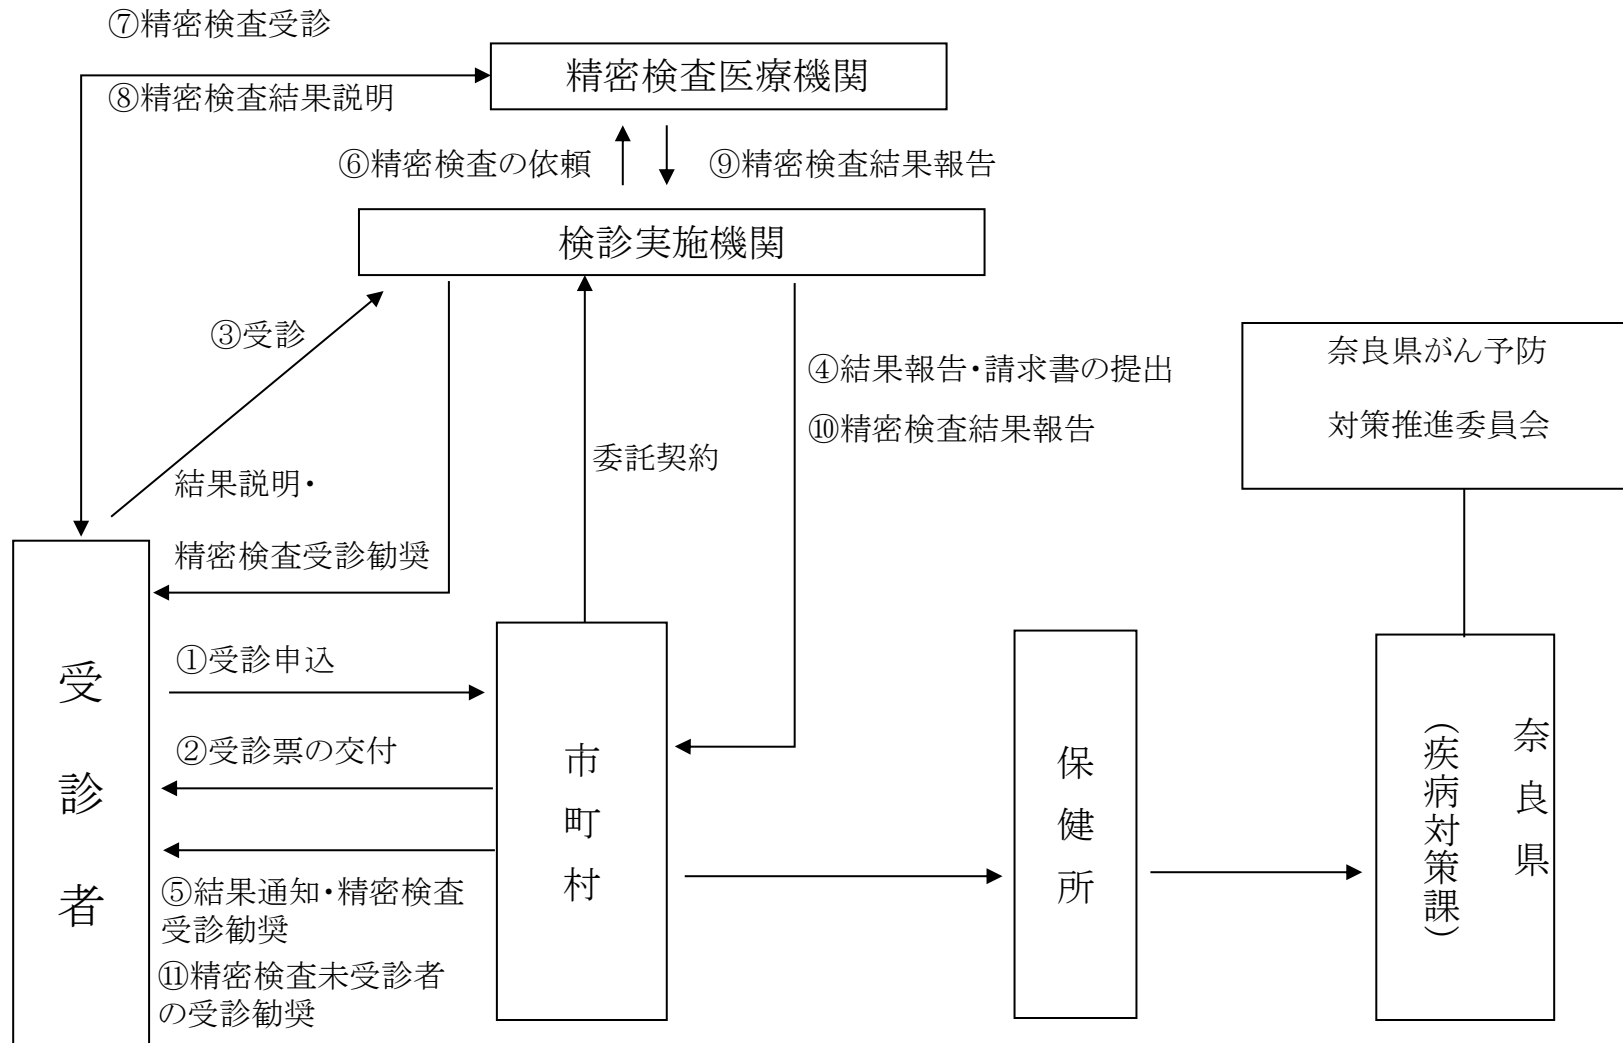 ⑦精密検査受診
精密検査医療機関
⑧精密検査結果説明
⑥精密検査の依頼
⑨精密検査結果報告
検診実施機関
③受診
④結果報告・請求書の提出
⑩精密検査結果報告
奈良県がん予防
対策推進委員会
委託契約
結果説明・
精密検査受診勧奨
受診者
①受診申込
②受診票の交付
⑤結果通知・精密検査
受診勧奨
⑪精密検査未受診者
の受診勧奨
市町村
保健所
奈良県
(疾病対策課)